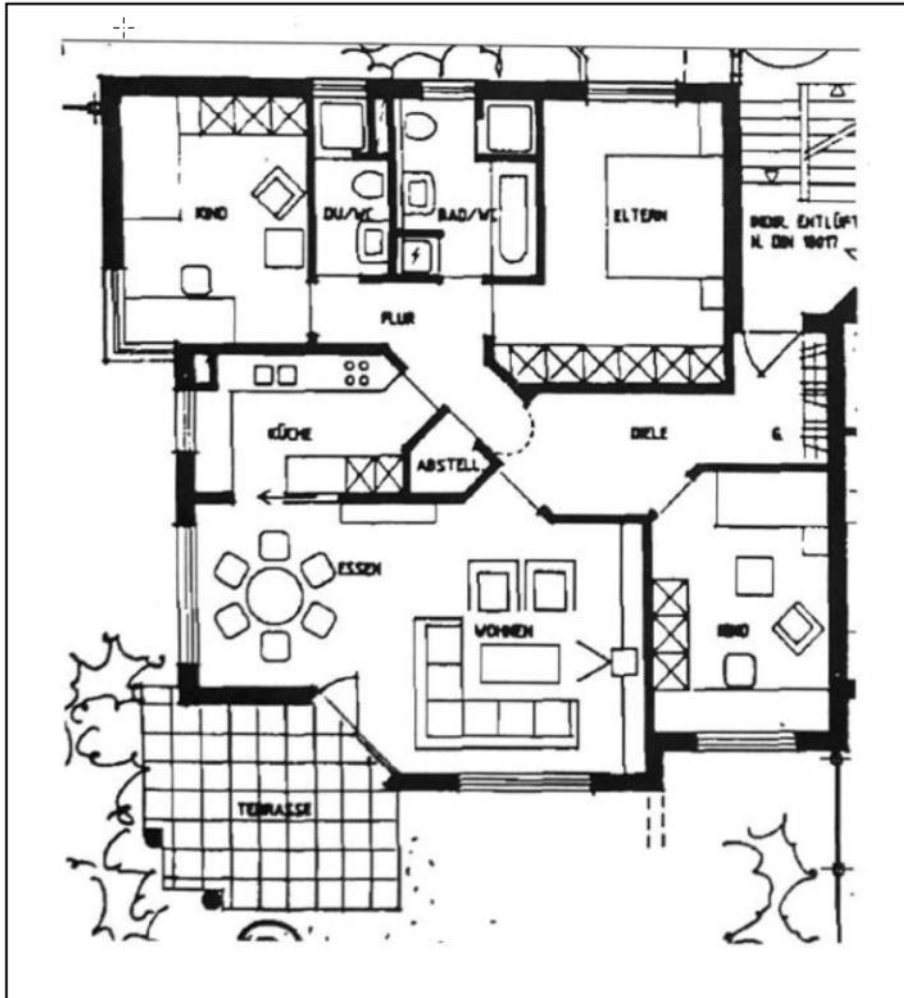 KIND
DU/WC
BAD/WC
ELTERN
INDIR. ENTLÜFT
N. DIN 18017
FLUR
KÜCHE
ABSTELL
DIELE
G.
ESSEN
WOHNEN
KIND
TERRASSE